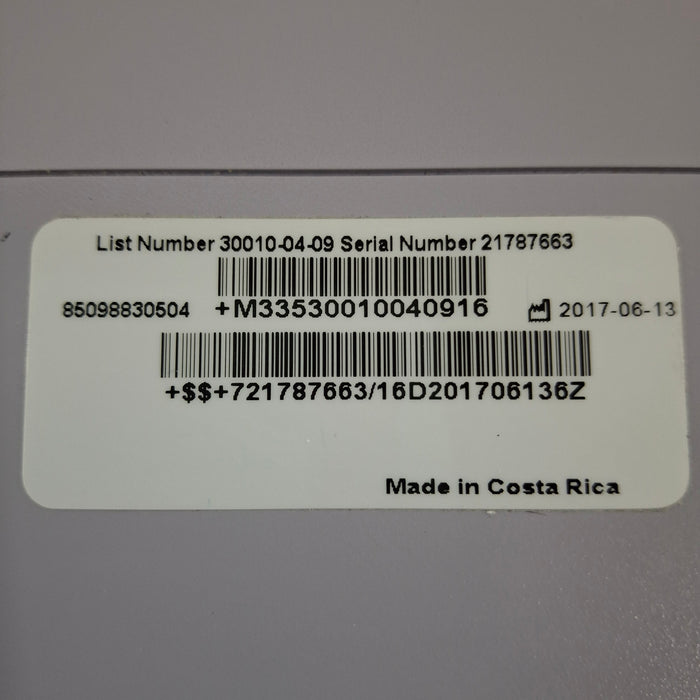 List Number 30010-04-09 Serial Number 21787663
85098830504 +M33530010040916 2017-06-13
+$$+721787663/16D201706136Z
Made in Costa Rica